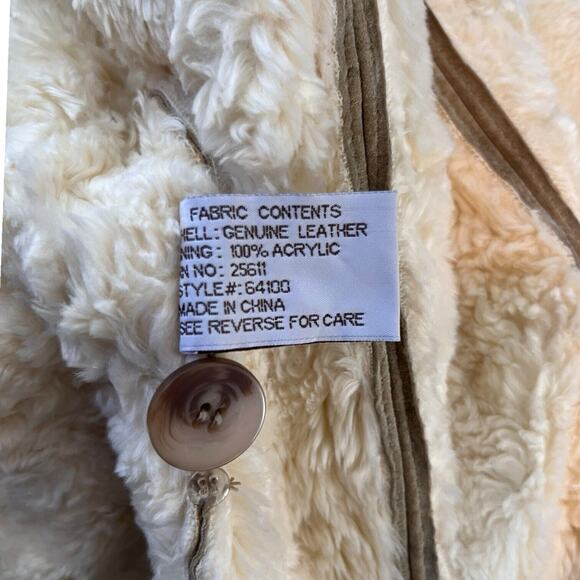 FABRIC CONTENTS
HELL: GENUINE LEATHER
NING: 100% ACRYLIC
RN NO: 25611
STYLE#: 64100
MADE IN CHINA
SEE REVERSE FOR CARE